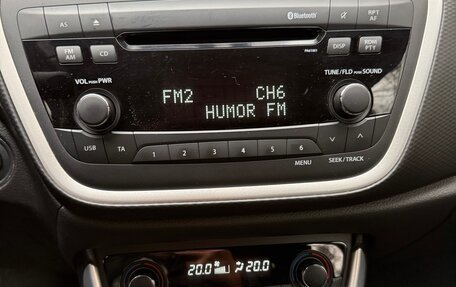 AS
Bluetooth®
RPT
AF
FM
AM
CD
DISP
RDM
PTY
VOL PUSH PWR
TUNE/FLD PUSH SOUND
FM2 CH6
HUMOR FM
USB TA 1 2 3 4 5 6
MENU
SEEK/TRACK
20.0 20.0